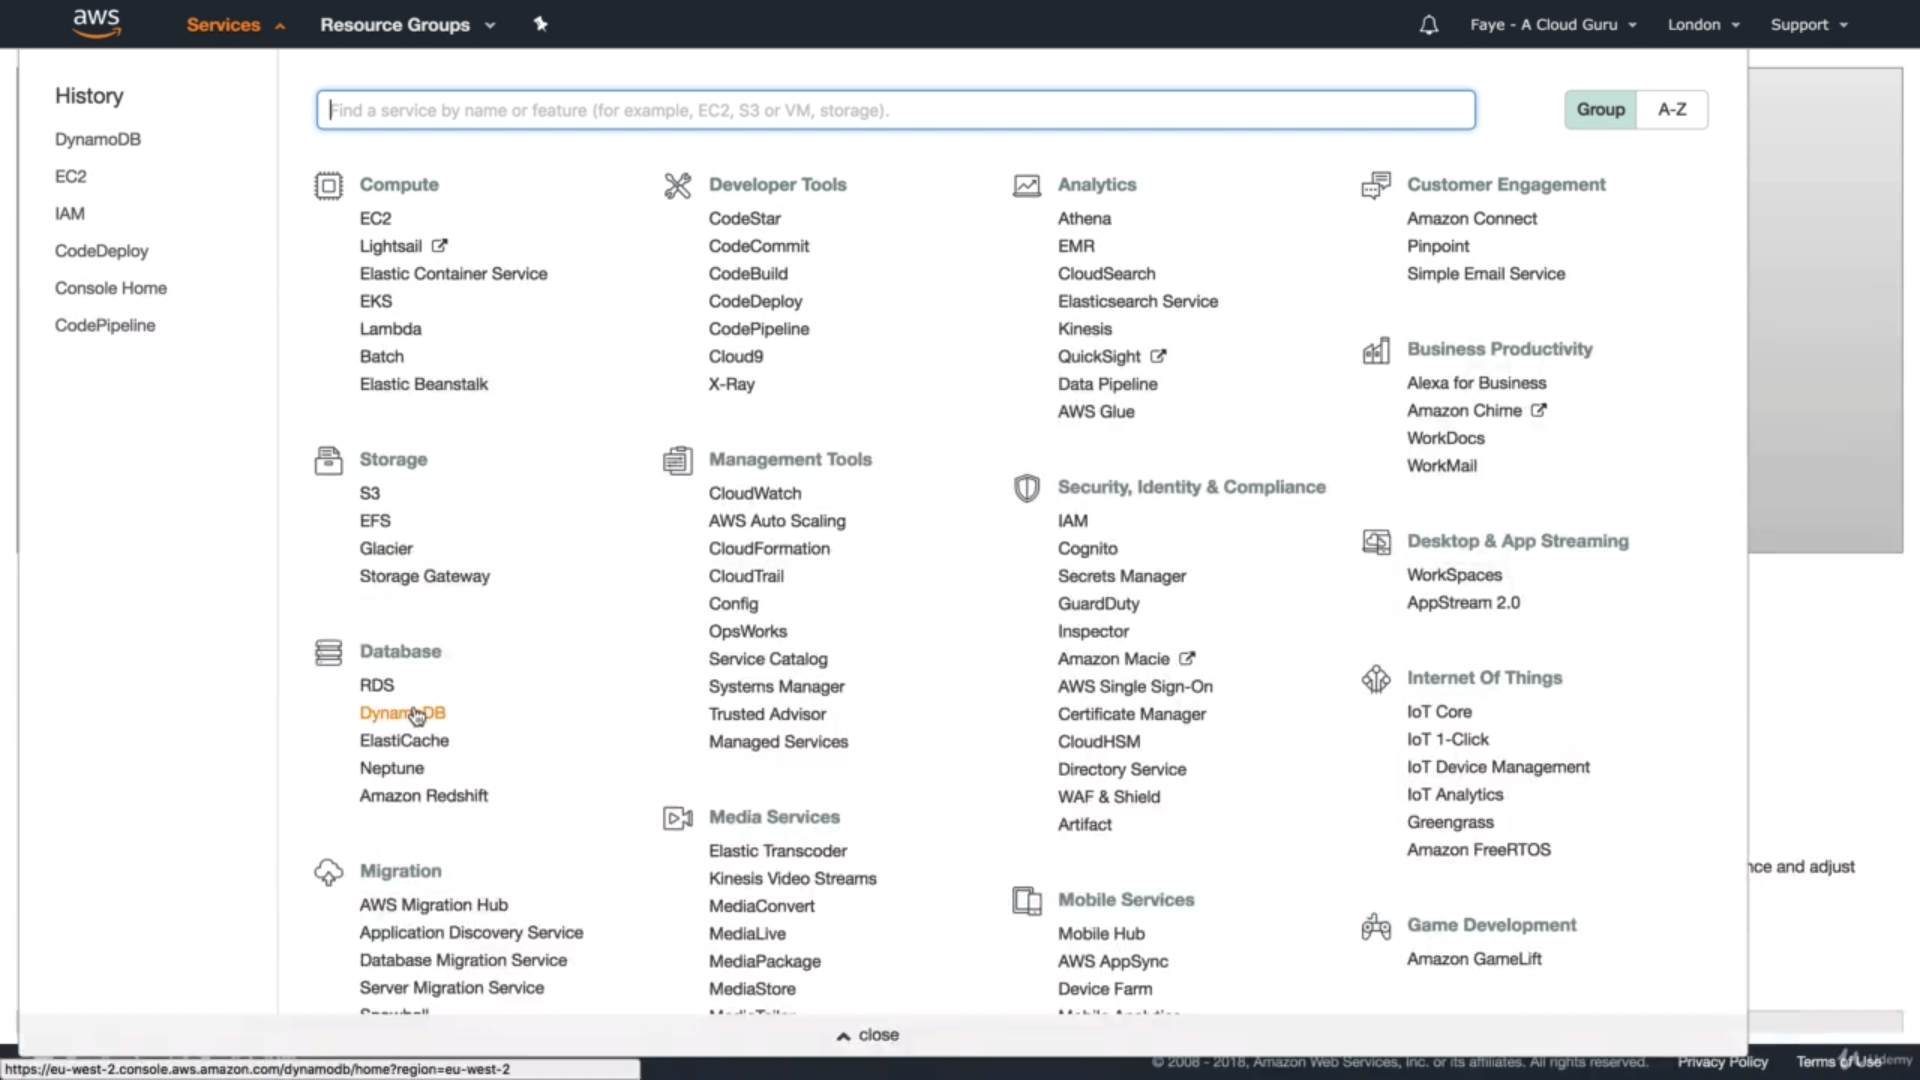 aws
Services
Resource Groups
Faye - A Cloud Guru
London
Support
History
DynamoDB
EC2
IAM
CodeDeploy
Console Home
CodePipeline
Find a service by name or feature (for example, EC2, S3 or VM, storage).
Group
A-Z
Compute
EC2
Lightsail
Elastic Container Service
EKS
Lambda
Batch
Elastic Beanstalk
Storage
S3
EFS
Glacier
Storage Gateway
Database
RDS
DynamoDB
ElastiCache
Neptune
Amazon Redshift
Migration
AWS Migration Hub
Application Discovery Service
Database Migration Service
Server Migration Service
Developer Tools
CodeStar
CodeCommit
CodeBuild
CodeDeploy
CodePipeline
Cloud9
X-Ray
Management Tools
CloudWatch
AWS Auto Scaling
CloudFormation
CloudTrail
Config
OpsWorks
Service Catalog
Systems Manager
Trusted Advisor
Managed Services
Media Services
Elastic Transcoder
Kinesis Video Streams
MediaConvert
MediaLive
MediaPackage
MediaStore
Analytics
Athena
EMR
CloudSearch
Elasticsearch Service
Kinesis
QuickSight
Data Pipeline
AWS Glue
Security, Identity & Compliance
IAM
Cognito
Secrets Manager
GuardDuty
Inspector
Amazon Macie
AWS Single Sign-On
Certificate Manager
CloudHSM
Directory Service
WAF & Shield
Artifact
Mobile Services
Mobile Hub
AWS AppSync
Device Farm
Customer Engagement
Amazon Connect
Pinpoint
Simple Email Service
Business Productivity
Alexa for Business
Amazon Chime
WorkDocs
WorkMail
Desktop & App Streaming
WorkSpaces
AppStream 2.0
Internet Of Things
IoT Core
IoT 1-Click
IoT Device Management
IoT Analytics
Greengrass
Amazon FreeRTOS
Game Development
Amazon GameLift
nce and adjust
close
https://eu-west-2.console.aws.amazon.com/dynamodb/home?region=eu-west-2
© 2008 - 2018, Amazon Web Services, Inc. or its affiliates. All rights reserved.
Privacy Policy
Terms of Use